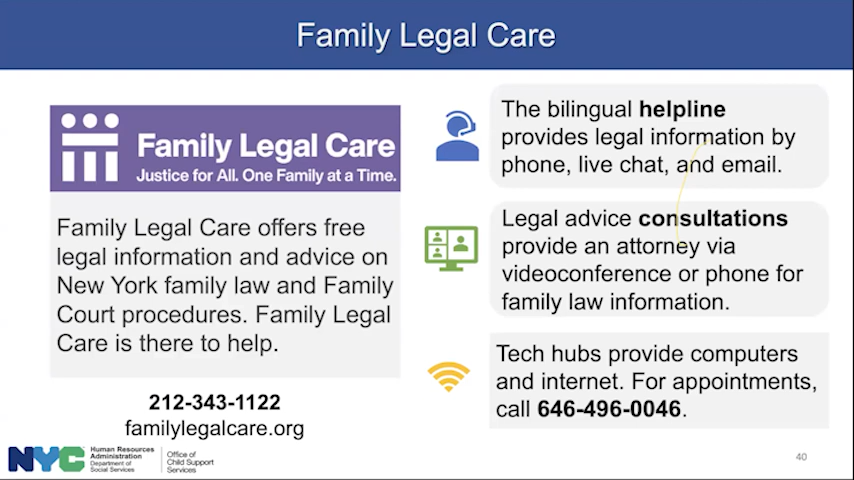 Family Legal Care
Family Legal Care
Justice for All. One Family at a Time.
Family Legal Care offers free
legal information and advice on
New York family law and Family
Court procedures. Family Legal
Care is there to help.
212-343-1122
familylegalcare.org
The bilingual helpline
provides legal information by
phone, live chat, and email.
Legal advice consultations
provide an attorney via
videoconference or phone for
family law information.
Tech hubs provide computers
and internet. For appointments,
call 646-496-0046.
NYC
Human Resources
Administration
Department of
Social Services
Office of
Child Support
Services
40